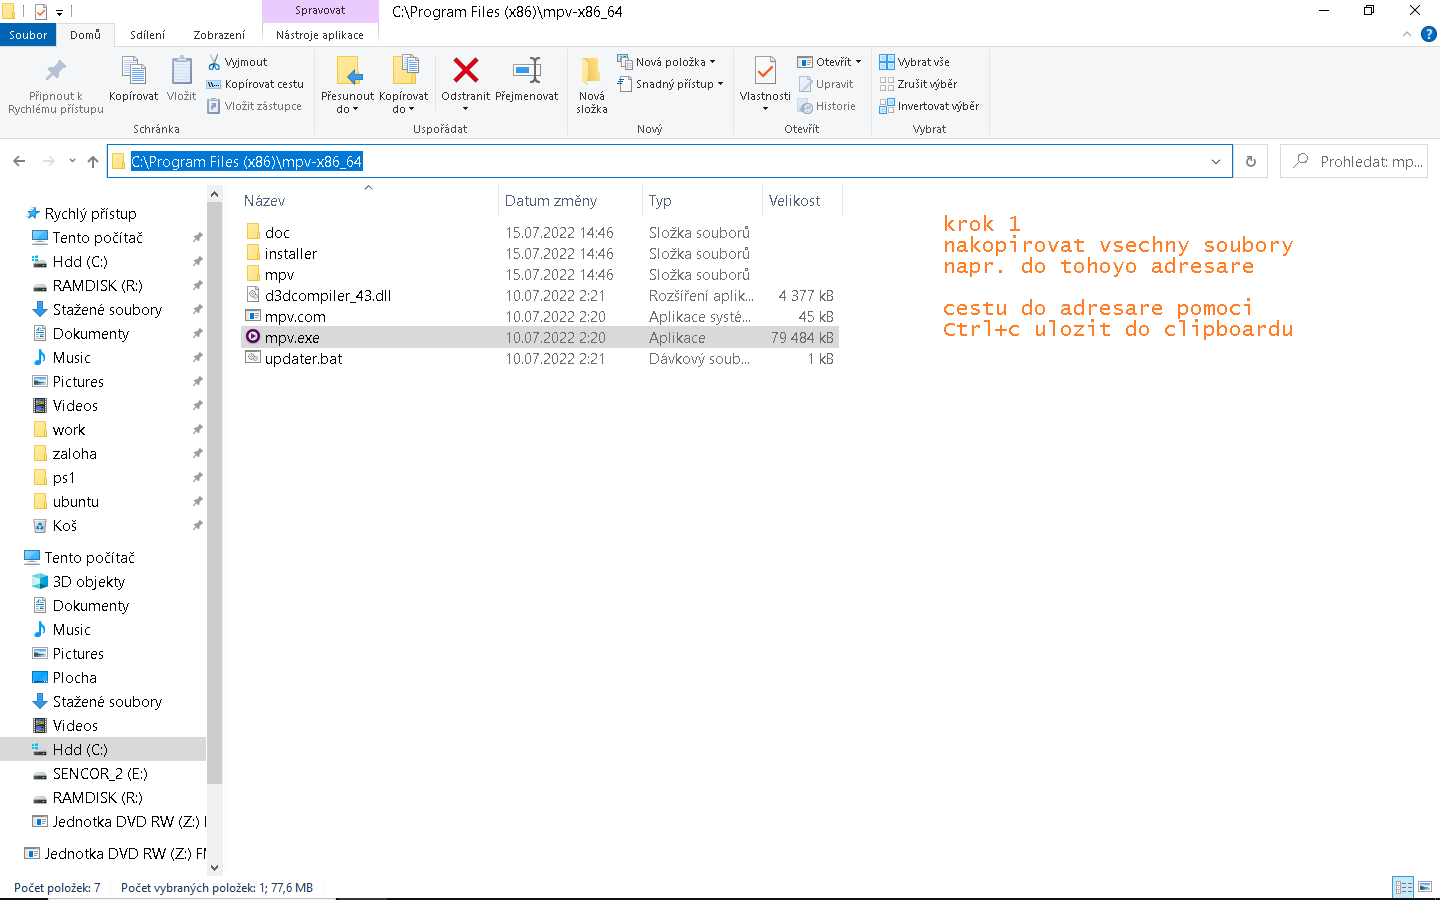 Spravovat
C:\Program Files (x86)\mpv-x86_64
Soubor
Domů
Sdílení
Zobrazení
Nástroje aplikace
Připnout k
Rychlému přístupu
Kopírovat
Vložit
Vyjmout
Kopírovat cestu
Vložit zástupce
Schránka
Přesunout
do
Kopírovat
do
Odstranit
Přejmenovat
Uspořádat
Nová
složka
Nová položka
Snadný přístup
Nový
Vlastnosti
Otevřít
Upravit
Historie
Otevřít
Vybrat vše
Zrušit výběr
Invertovat výběr
Vybrat
C:\Program Files (x86)\mpv-x86_64
Prohledat: mp...
Rychlý přístup
Tento počítač
Hdd (C:)
RAMDISK (R:)
Stažené soubory
Dokumenty
Music
Pictures
Videos
work
zaloha
ps1
ubuntu
Koš
Tento počítač
3D objekty
Dokumenty
Music
Pictures
Plocha
Stažené soubory
Videos
Hdd (C:)
SENCOR_2 (E:)
RAMDISK (R:)
Jednotka DVD RW (Z:)
Jednotka DVD RW (Z:)
Název Datum změny Typ Velikost
doc 15.07.2022 14:46 Složka souborů
installer 15.07.2022 14:46 Složka souborů
mpv 15.07.2022 14:46 Složka souborů
d3dcompiler_43.dll 10.07.2022 2:21 Rozšíření aplik... 4 377 kB
mpv.com 10.07.2022 2:20 Aplikace systé... 45 kB
mpv.exe 10.07.2022 2:20 Aplikace 79 484 kB
updater.bat 10.07.2022 2:21 Dávkový soub... 1 kB
krok 1
nakopirovat vsechny soubory
napr. do tohoyo adresare
cestu do adresare pomoci
Ctrl+c ulozit do clipboardu
Počet položek: 7 Počet vybraných položek: 1; 77,6 MB